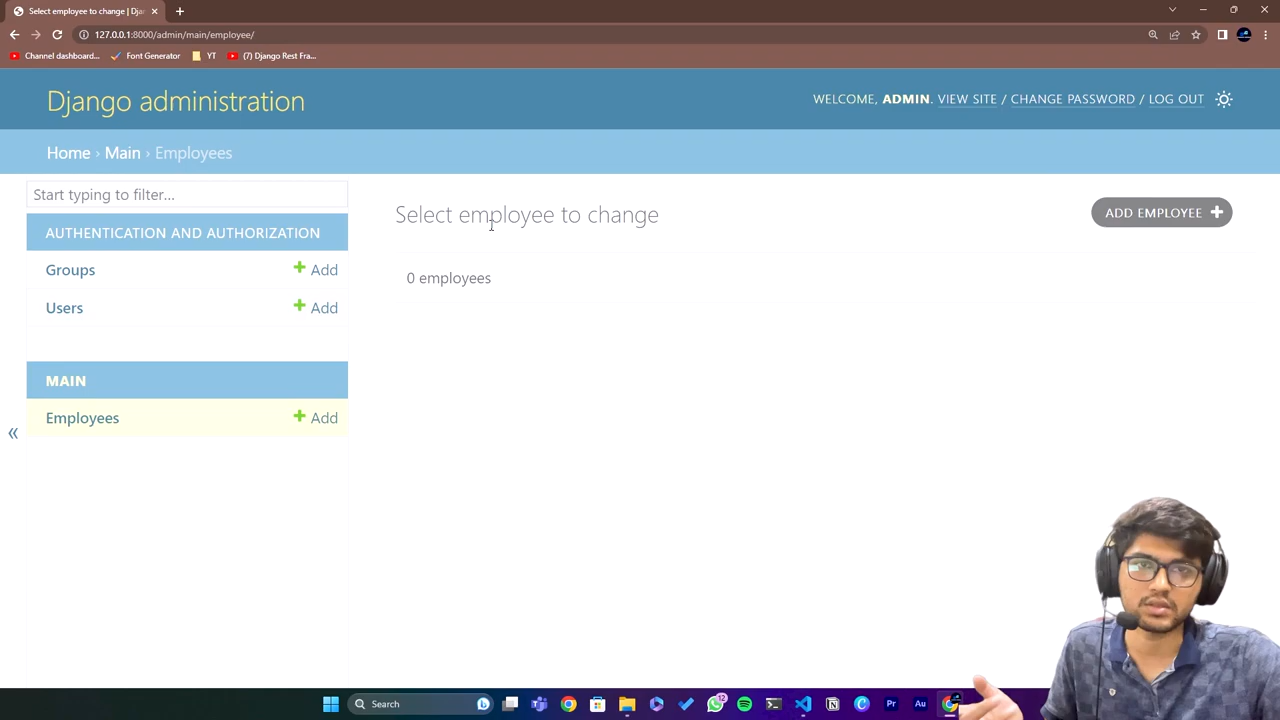 Select employee to change | Dja
127.0.0.1:8000/admin/main/employee/
Channel dashboard...
Font Generator
YT
(7) Django Rest Fra...
Django administration
WELCOME, ADMIN. VIEW SITE / CHANGE PASSWORD / LOG OUT
Home › Main › Employees
Start typing to filter...
Select employee to change
ADD EMPLOYEE
AUTHENTICATION AND AUTHORIZATION
Groups
Add
0 employees
Users
Add
MAIN
Employees
Add
«
Search
12
Pr
Au